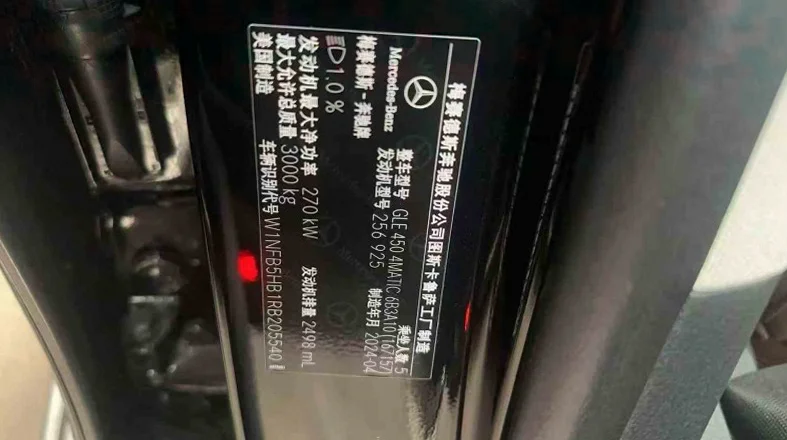 梅赛德斯奔驰股份公司图斯卡鲁萨工厂制造
Mercedes-Benz
梅赛德斯-奔驰牌
整车型号 GLE 450 4MATIC 6B3A10(167157)
发动机型号 256 925
乘坐人数 5
制造年月 2024-04
1.0 %
发动机最大净功率 270 kW
发动机排量 2498 mL
最大允许总质量 3000 kg
美国制造
车辆识别代号 W1NFB5HB1RB205540